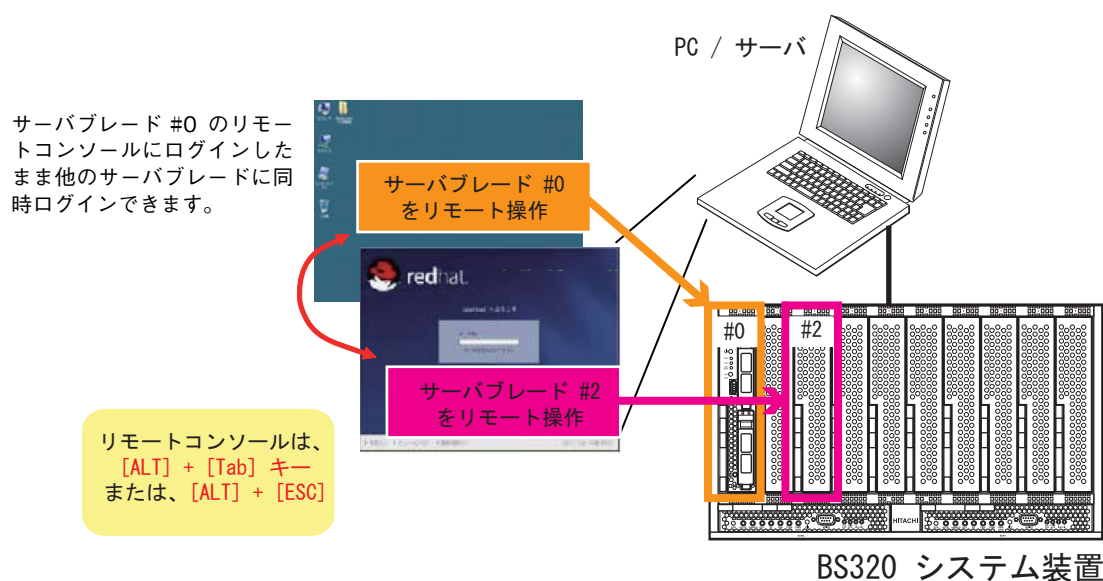 PC / サーバ
サーバブレード #0 のリモー
トコンソールにログインした
まま他のサーバブレードに同
時ログインできます。
サーバブレード #0
をリモート操作
redhat.
サーバブレード #2
をリモート操作
#0
#2
リモートコンソールは、
[ALT] + [Tab] キー
または、[ALT] + [ESC]
HITACHI
BS320 システム装置